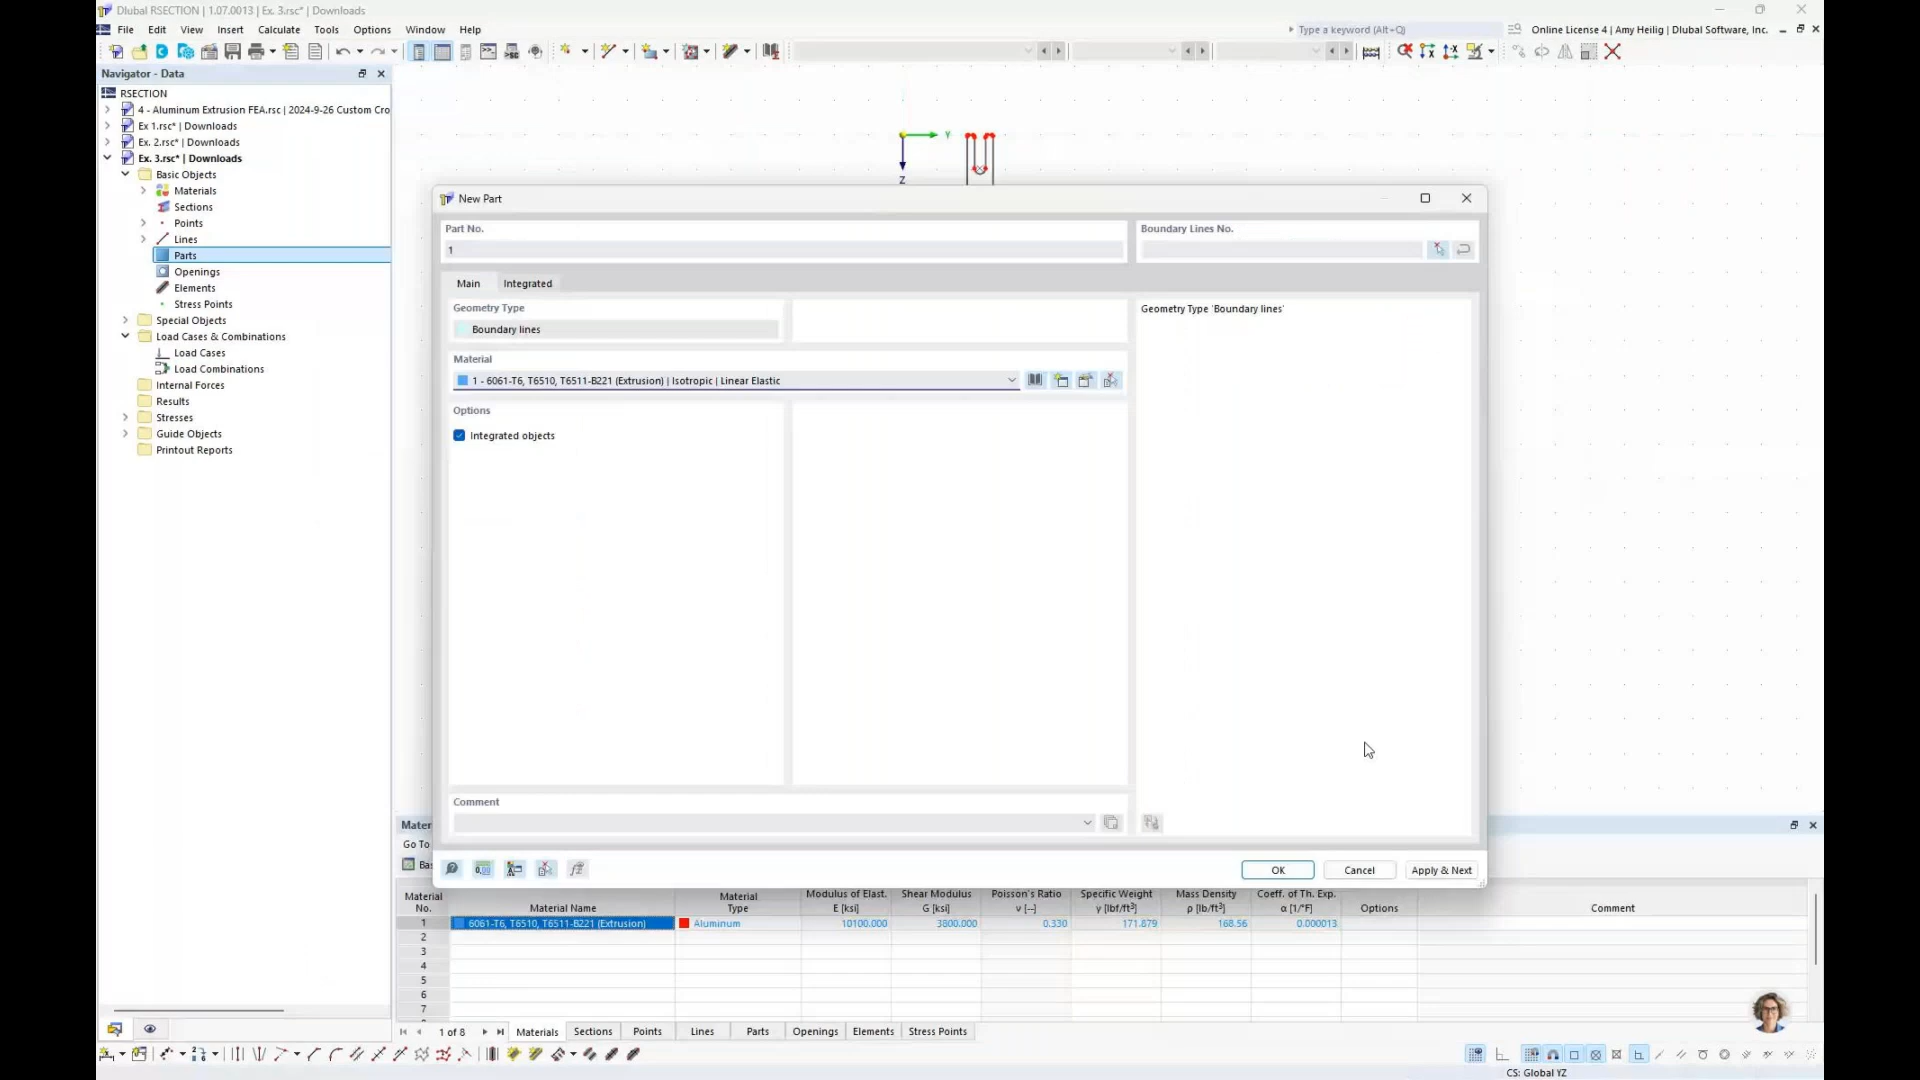 Dlubal RSECTION | 1.07.0013 | Ex. 3.rsc* | Downloads
File Edit View Insert Calculate Tools Options Window Help
Type a keyword (Alt+Q)
Online License 4 | Amy Heilig | Dlubal Software, Inc.
Navigator - Data
RSECTION
4 - Aluminum Extrusion FEA.rsc | 2024-9-26 Custom Cro
Ex 1.rsc* | Downloads
Ex. 2.rsc* | Downloads
Ex. 3.rsc* | Downloads
Basic Objects
Materials
Sections
Points
Lines
Parts
Openings
Elements
Stress Points
Special Objects
Load Cases & Combinations
Load Cases
Load Combinations
Internal Forces
Results
Stresses
Guide Objects
Printout Reports
Y
Z
New Part
Part No.
1
Boundary Lines No.
Main Integrated
Geometry Type
Boundary lines
Geometry Type 'Boundary lines'
Material
1 - 6061-T6, T6510, T6511-B221 (Extrusion) | Isotropic | Linear Elastic
Options
Integrated objects
Comment
OK Cancel Apply & Next
Mater
Go To
Bas
Material No. Material Name Material Type Modulus of Elast. E [ksi] Shear Modulus G [ksi] Poisson's Ratio ν [--] Specific Weight γ [lbf/ft³] Mass Density ρ [lb/ft³] Coeff. of Th. Exp. α [1/°F] Options Comment
1 6061-T6, T6510, T6511-B221 (Extrusion) Aluminum 10100.000 3800.000 0.330 171.879 168.56 0.000013
2
3
4
5
6
7
1 of 8 Materials Sections Points Lines Parts Openings Elements Stress Points
CS: Global YZ